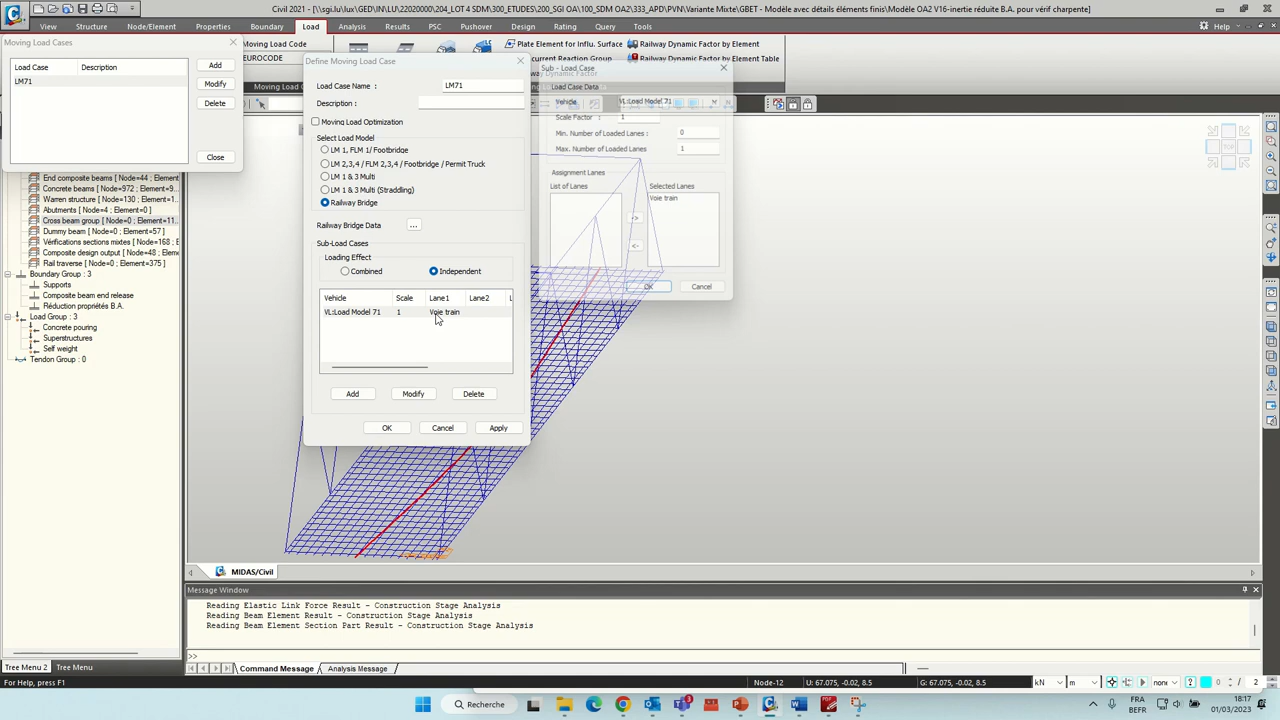 Civil 2021 - [\\sgi.lu\lux\GED\IN\LU\22200000\204_LOT 4 SDM\300_ETUDES\200_SGI OA\100_SDM OA2\333_APD\PVN\Variante Mixte\GBET - Modèle avec détails éléments finis\Modèle OA2 V16-inertie réduite B.A. pour vérif charpente]
View
Structure
Node/Element
Properties
Boundary
Load
Analysis
Results
PSC
Pushover
Design
Rating
Query
Tools
Help
Moving Load Code
EUROCODE
Plate Element for Influ. Surface
Railway Dynamic Factor by Element
Railway Dynamic Factor by Element Table
Moving Load Cases
Load Case
Description
LM71
Add
Modify
Delete
Close
Define Moving Load Case
Load Case Name :
LM71
Description :
Moving Load Optimization
Select Load Model
LM 1, FLM 1/ Footbridge
LM 2,3,4 / FLM 2,3,4 / Footbridge / Permit Truck
LM 1 & 3 Multi
LM 1 & 3 Multi (Straddling)
Railway Bridge
Railway Bridge Data
...
Sub-Load Cases
Loading Effect
Combined
Independent
Vehicle
Scale
Lane1
Lane2
VL:Load Model 71
1
Voie train
Add
Modify
Delete
OK
Cancel
Apply
Sub - Load Case
Load Case Data
Vehicle
VL:Load Model 71
Scale Factor :
1
Min. Number of Loaded Lanes :
0
Max. Number of Loaded Lanes :
1
Assignment Lanes
List of Lanes
Selected Lanes
Voie train
->
<-
OK
Cancel
End composite beams [ Node=44 ; Element=9...
Concrete beams [ Node=972 ; Element=1...
Warren structure [ Node=130 ; Element=2...
Abutments [ Node=4 ; Element=3 ]
Cross beam group [ Node=0 ; Element=11...
Dummy beam [ Node=0 ; Element=231 ]
Vérifications sections mixtes [ Node=168 ; E...
Composite design output [ Node=48 ; Elem...
Rail traverse [ Node=0 ; Element=375 ]
Boundary Group : 3
Supports
Composite beam end release
Réduction propriétés B.A.
Load Group : 3
Concrete pouring
Superstructures
Self weight
Tendon Group : 0
MIDAS/Civil
Message Window
Reading Elastic Link Force Result - Construction Stage Analysis
Reading Beam Element Result - Construction Stage Analysis
Reading Beam Element Section Part Result - Construction Stage Analysis
>>
Tree Menu 2
Tree Menu
Command Message
Analysis Message
For Help, press F1
Node-12
U: 67.075, -0.02, 8.5
G: 67.075, -0.02, 8.5
kN
m
none
2
Recherche
FRA
BEFR
18:17
01/03/2023